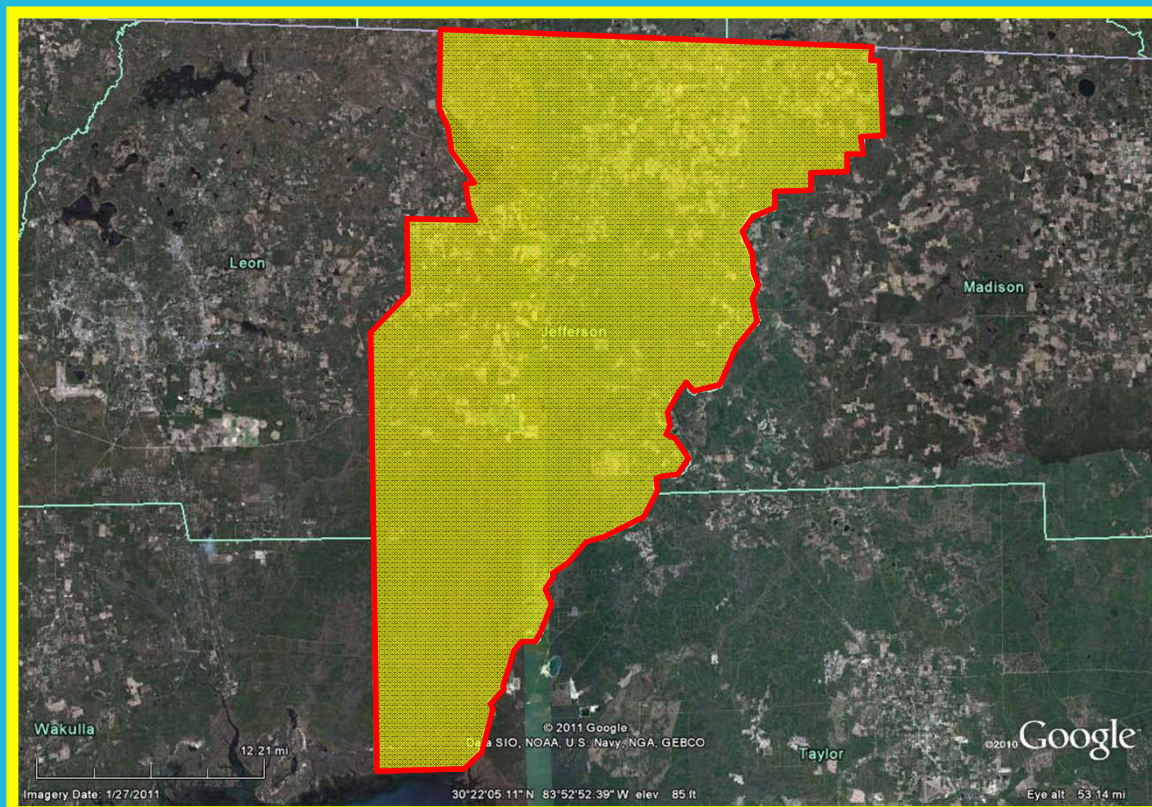 Leon
Madison
Jefferson
© 2011 Google
Wakulla
Data SIO, NOAA, U.S. Navy, NGA, GEBCO
©2010 Google
12.21 mi
Taylor
Imagery Date: 1/27/2011
30°22'05.11" N 83°52'52.39" W elev 85 ft
Eye alt 53.14 mi